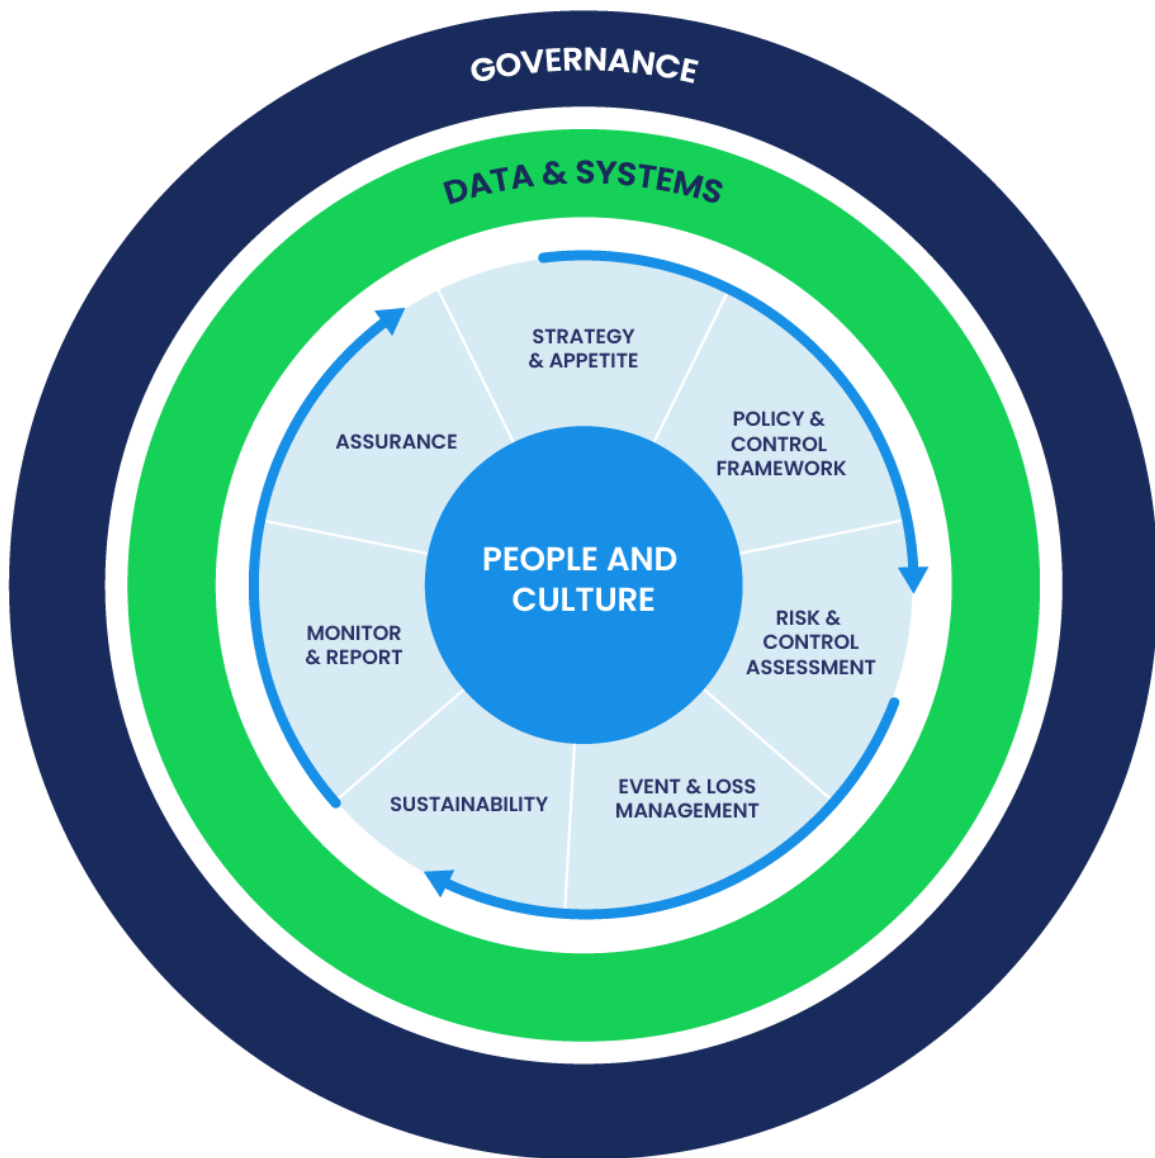 GOVERNANCE
DATA & SYSTEMS
STRATEGY
& APPETITE
POLICY &
CONTROL
FRAMEWORK
RISK &
CONTROL
ASSESSMENT
EVENT & LOSS
MANAGEMENT
SUSTAINABILITY
MONITOR
& REPORT
ASSURANCE
PEOPLE AND
CULTURE